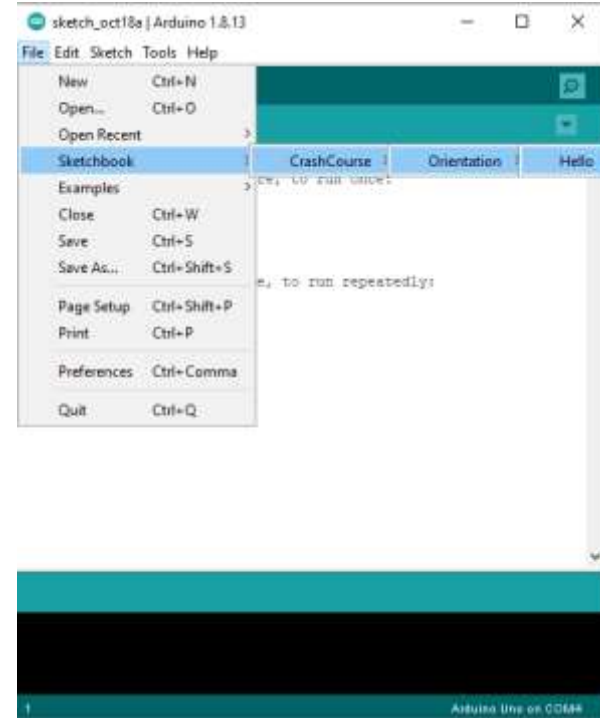 sketch_oct18a | Arduino 1.8.13
File Edit Sketch Tools Help
New Ctrl+N
Open... Ctrl+O
Open Recent
Sketchbook CrashCourse Orientation Hello
Examples
re, to run once:
Close Ctrl+W
Save Ctrl+S
Save As... Ctrl+Shift+S
e, to run repeatedly:
Page Setup Ctrl+Shift+P
Print Ctrl+P
Preferences Ctrl+Comma
Quit Ctrl+Q
1 Arduino Uno on COM4